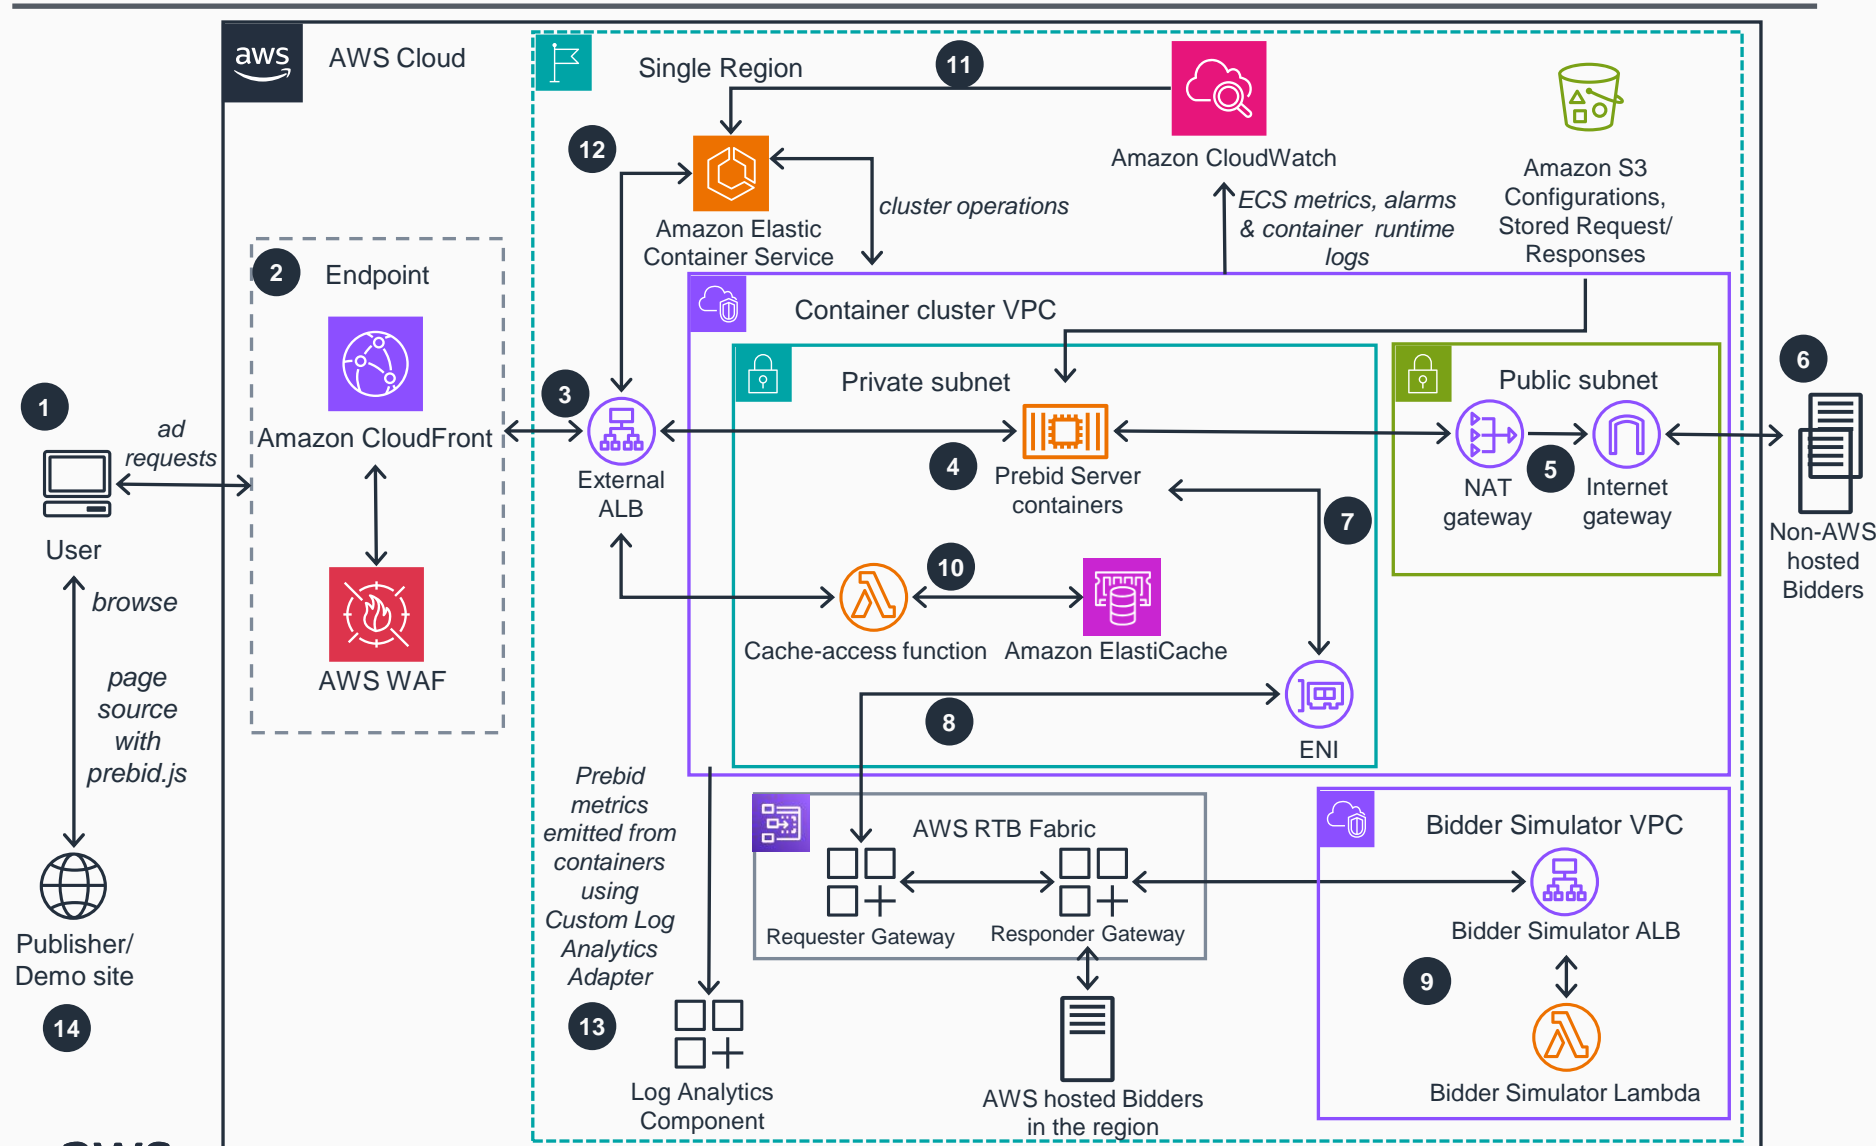 aws
AWS Cloud
Single Region
11
12
Amazon Elastic
Container Service
cluster operations
Amazon CloudWatch
ECS metrics, alarms
& container runtime
logs
Amazon S3
Configurations,
Stored Request/
Responses
2
Endpoint
Amazon CloudFront
AWS WAF
1
ad
requests
User
browse
page
source
with
prebid.js
Publisher/
Demo site
14
3
External
ALB
Container cluster VPC
Private subnet
4
Prebid Server
containers
Public subnet
NAT
gateway
5
Internet
gateway
6
Non-AWS
hosted
Bidders
7
10
Cache-access function
Amazon ElastiCache
8
ENI
Prebid
metrics
emitted from
containers
using
Custom Log
Analytics
Adapter
13
Log Analytics
Component
AWS RTB Fabric
Requester Gateway
Responder Gateway
AWS hosted Bidders
in the region
Bidder Simulator VPC
Bidder Simulator ALB
9
Bidder Simulator Lambda
aws